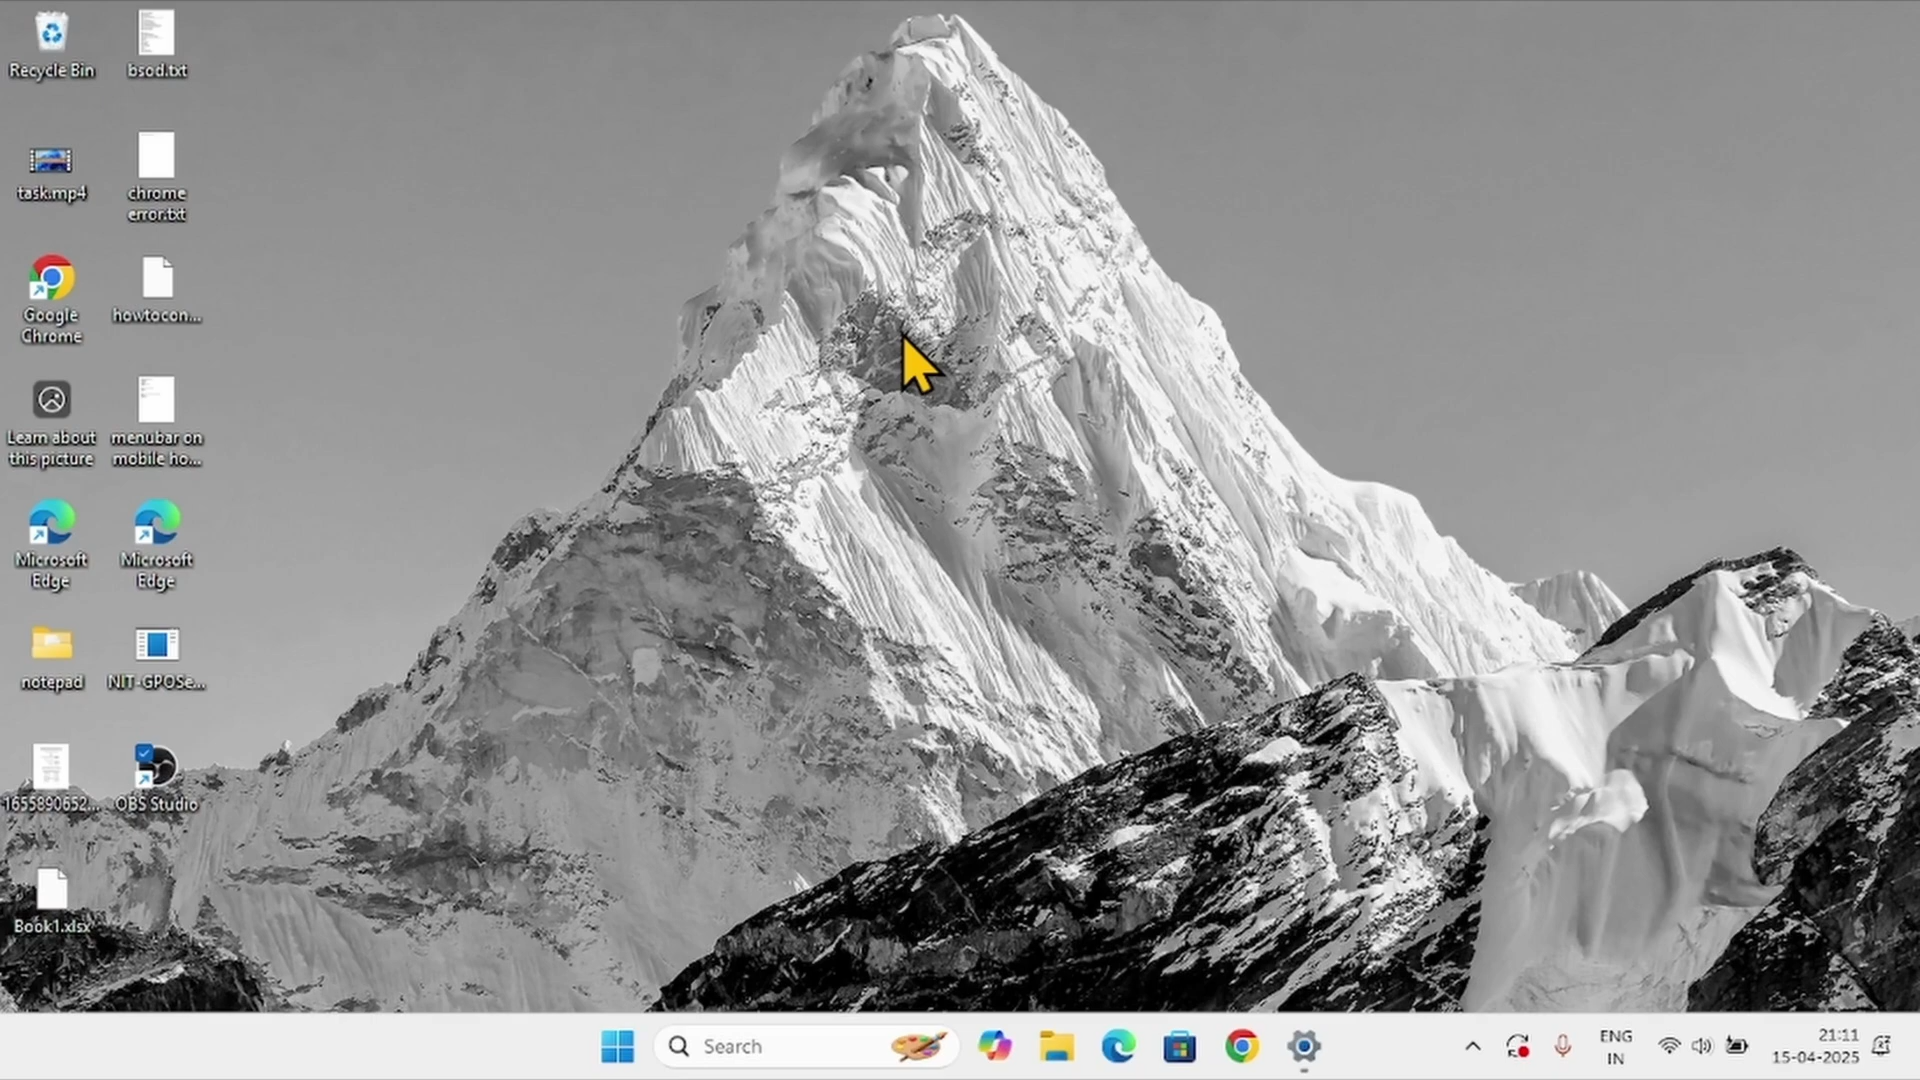 Recycle Bin
bsod.txt
task.mp4
chrome
error.txt
Google
Chrome
howtocon...
Learn about
this picture
menubar on
mobile ho...
Microsoft
Edge
Microsoft
Edge
notepad
NIT-GPOSe...
1655890652...
OBS Studio
Book1.xlsx
Search
ENG
IN
21:11
15-04-2025